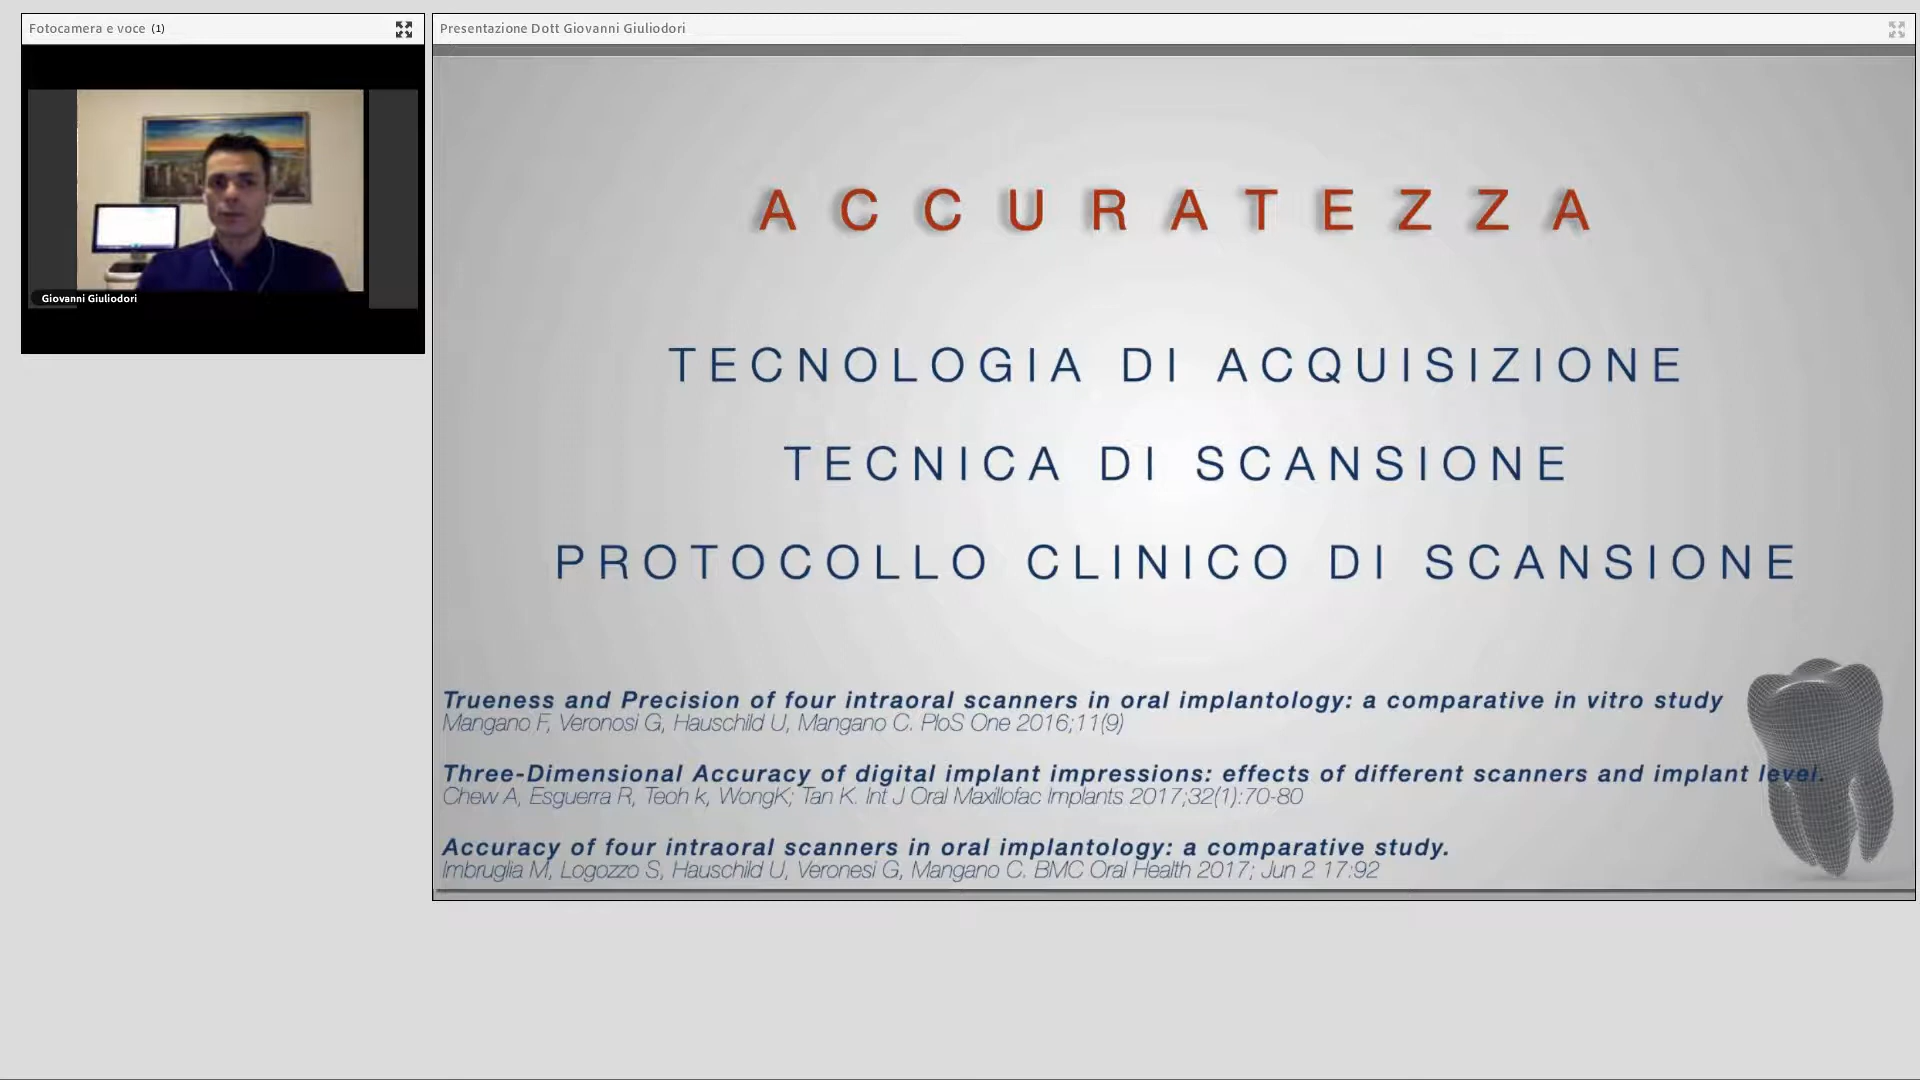 Fotocamera e voce (1)
Giovanni Giuliodori
Presentazione Dott Giovanni Giuliodori
ACCURATEZZA
TECNOLOGIA DI ACQUISIZIONE
TECNICA DI SCANSIONE
PROTOCOLLO CLINICO DI SCANSIONE
Trueness and Precision of four intraoral scanners in oral implantology: a comparative in vitro study
Mangano F, Veronosi G, Hauschild U, Mangano C. PloS One 2016;11(9)
Three-Dimensional Accuracy of digital implant impressions: effects of different scanners and implant level.
Chew A, Esguerra R, Teoh k, WongK; Tan K. Int J Oral Maxillofac Implants 2017;32(1):70-80
Accuracy of four intraoral scanners in oral implantology: a comparative study.
Imbruglia M, Logozzo S, Hauschild U, Veronesi G, Mangano C. BMC Oral Health 2017; Jun 2 17:92